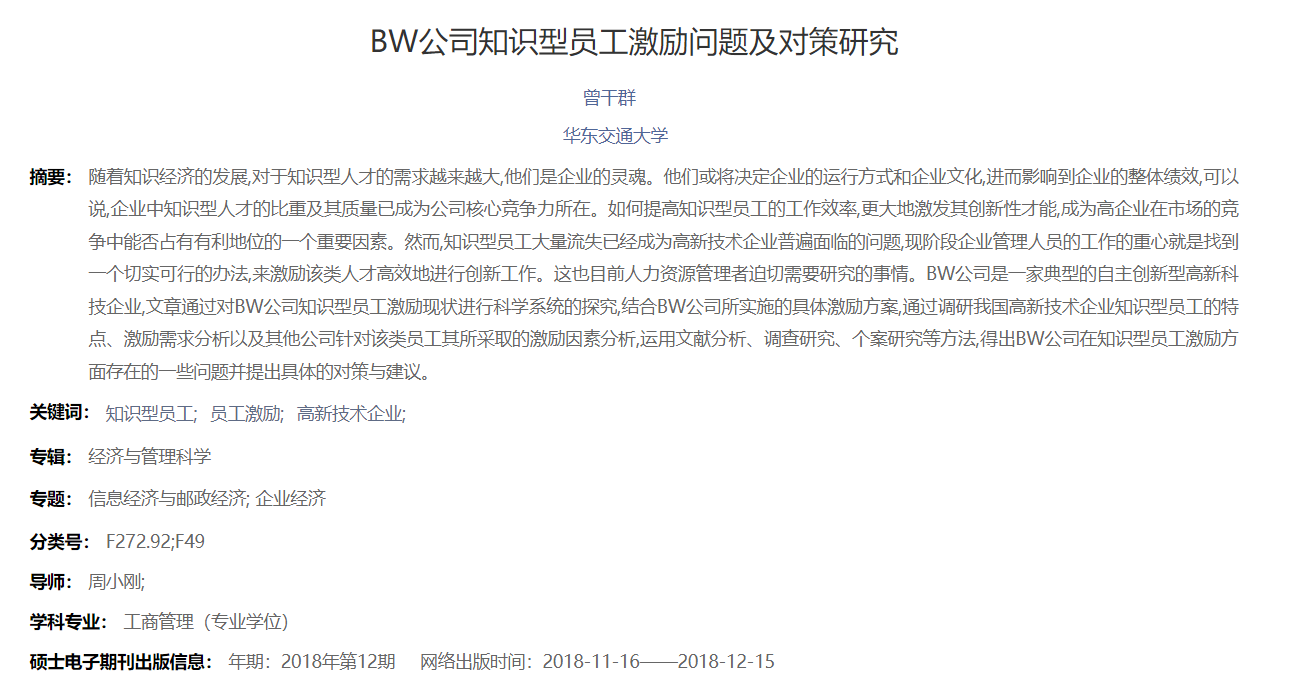 BW公司知识型员工激励问题及对策研究
曾干群
华东交通大学
摘要： 随着知识经济的发展,对于知识型人才的需求越来越大,他们是企业的灵魂。他们或将决定企业的运行方式和企业文化,进而影响到企业的整体绩效,可以
说,企业中知识型人才的比重及其质量已成为公司核心竞争力所在。如何提高知识型员工的工作效率,更大地激发其创新性才能,成为高企业在市场的竞
争中能否占有有利地位的一个重要因素。然而,知识型员工大量流失已经成为高新技术企业普遍面临的问题,现阶段企业管理人员的工作的重心就是找到
一个切实可行的办法,来激励该类人才高效地进行创新工作。这也目前人力资源管理者迫切需要研究的事情。BW公司是一家典型的自主创新型高新科
技企业,文章通过对BW公司知识型员工激励现状进行科学系统的探究,结合BW公司所实施的具体激励方案,通过调研我国高新技术企业知识型员工的特
点、激励需求分析以及其他公司针对该类员工其所采取的激励因素分析,运用文献分析、调查研究、个案研究等方法,得出BW公司在知识型员工激励方
面存在的一些问题并提出具体的对策与建议。
关键词： 知识型员工; 员工激励; 高新技术企业;
专辑： 经济与管理科学
专题： 信息经济与邮政经济; 企业经济
分类号： F272.92;F49
导师： 周小刚;
学科专业： 工商管理（专业学位）
硕士电子期刊出版信息： 年期：2018年第12期 网络出版时间：2018-11-16——2018-12-15